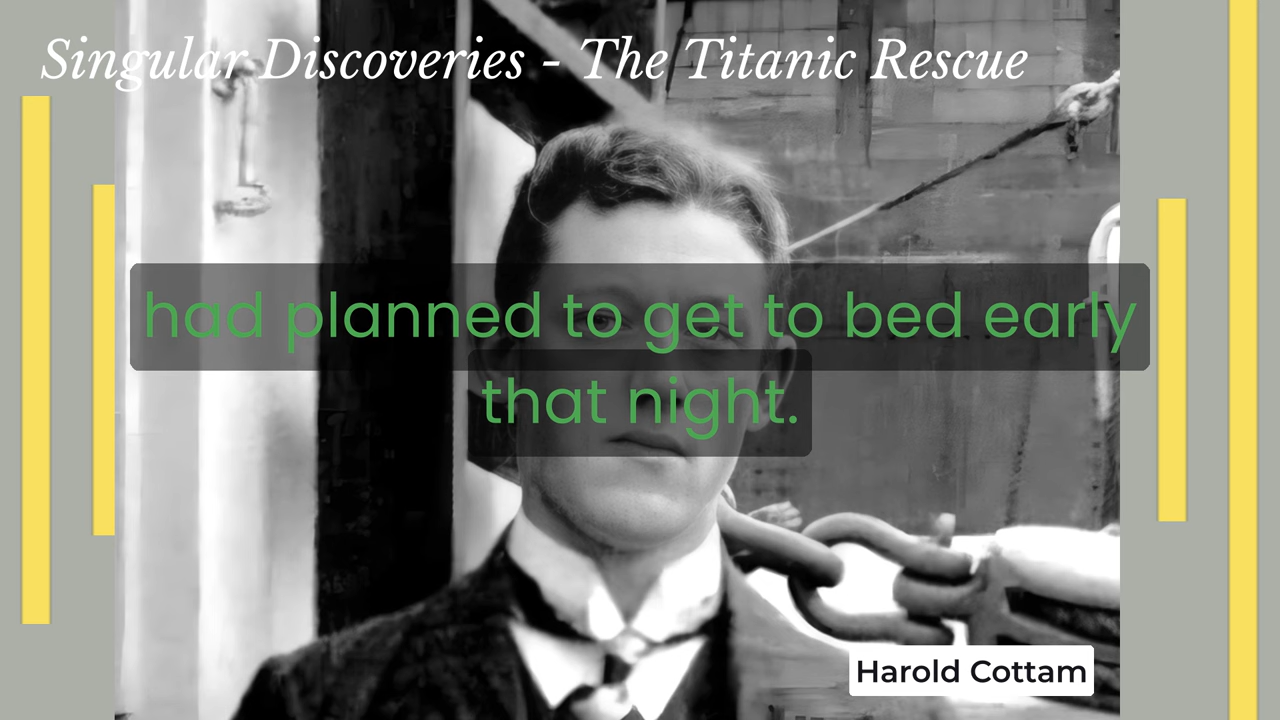 Singular Discoveries - The Titanic Rescue
had planned to get to bed early
that night.
Harold Cottam